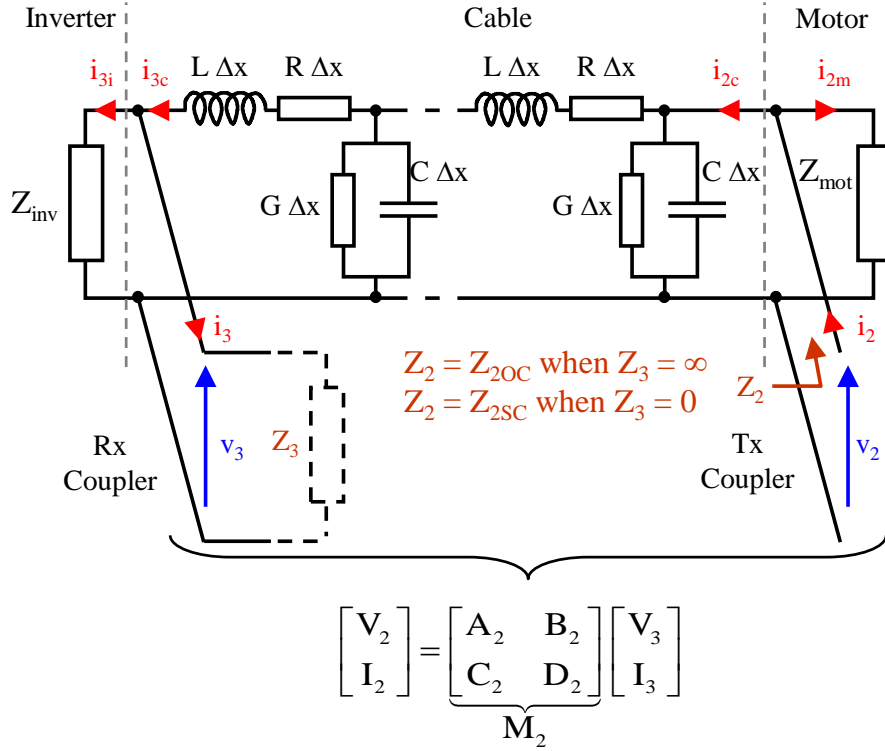 Inverter Cable Motor
i3i i3c L Δx R Δx L Δx R Δx i2c i2m
Zinv G Δx C Δx G Δx C Δx Zmot
i3 i2
Z2 = Z2OC when Z3 = ∞
Z2 = Z2SC when Z3 = 0
Z2
Rx
Coupler
v3 Z3
Tx
Coupler
v2
[V2 I2] = [A2 B2 C2 D2] [V3 I3]
M2